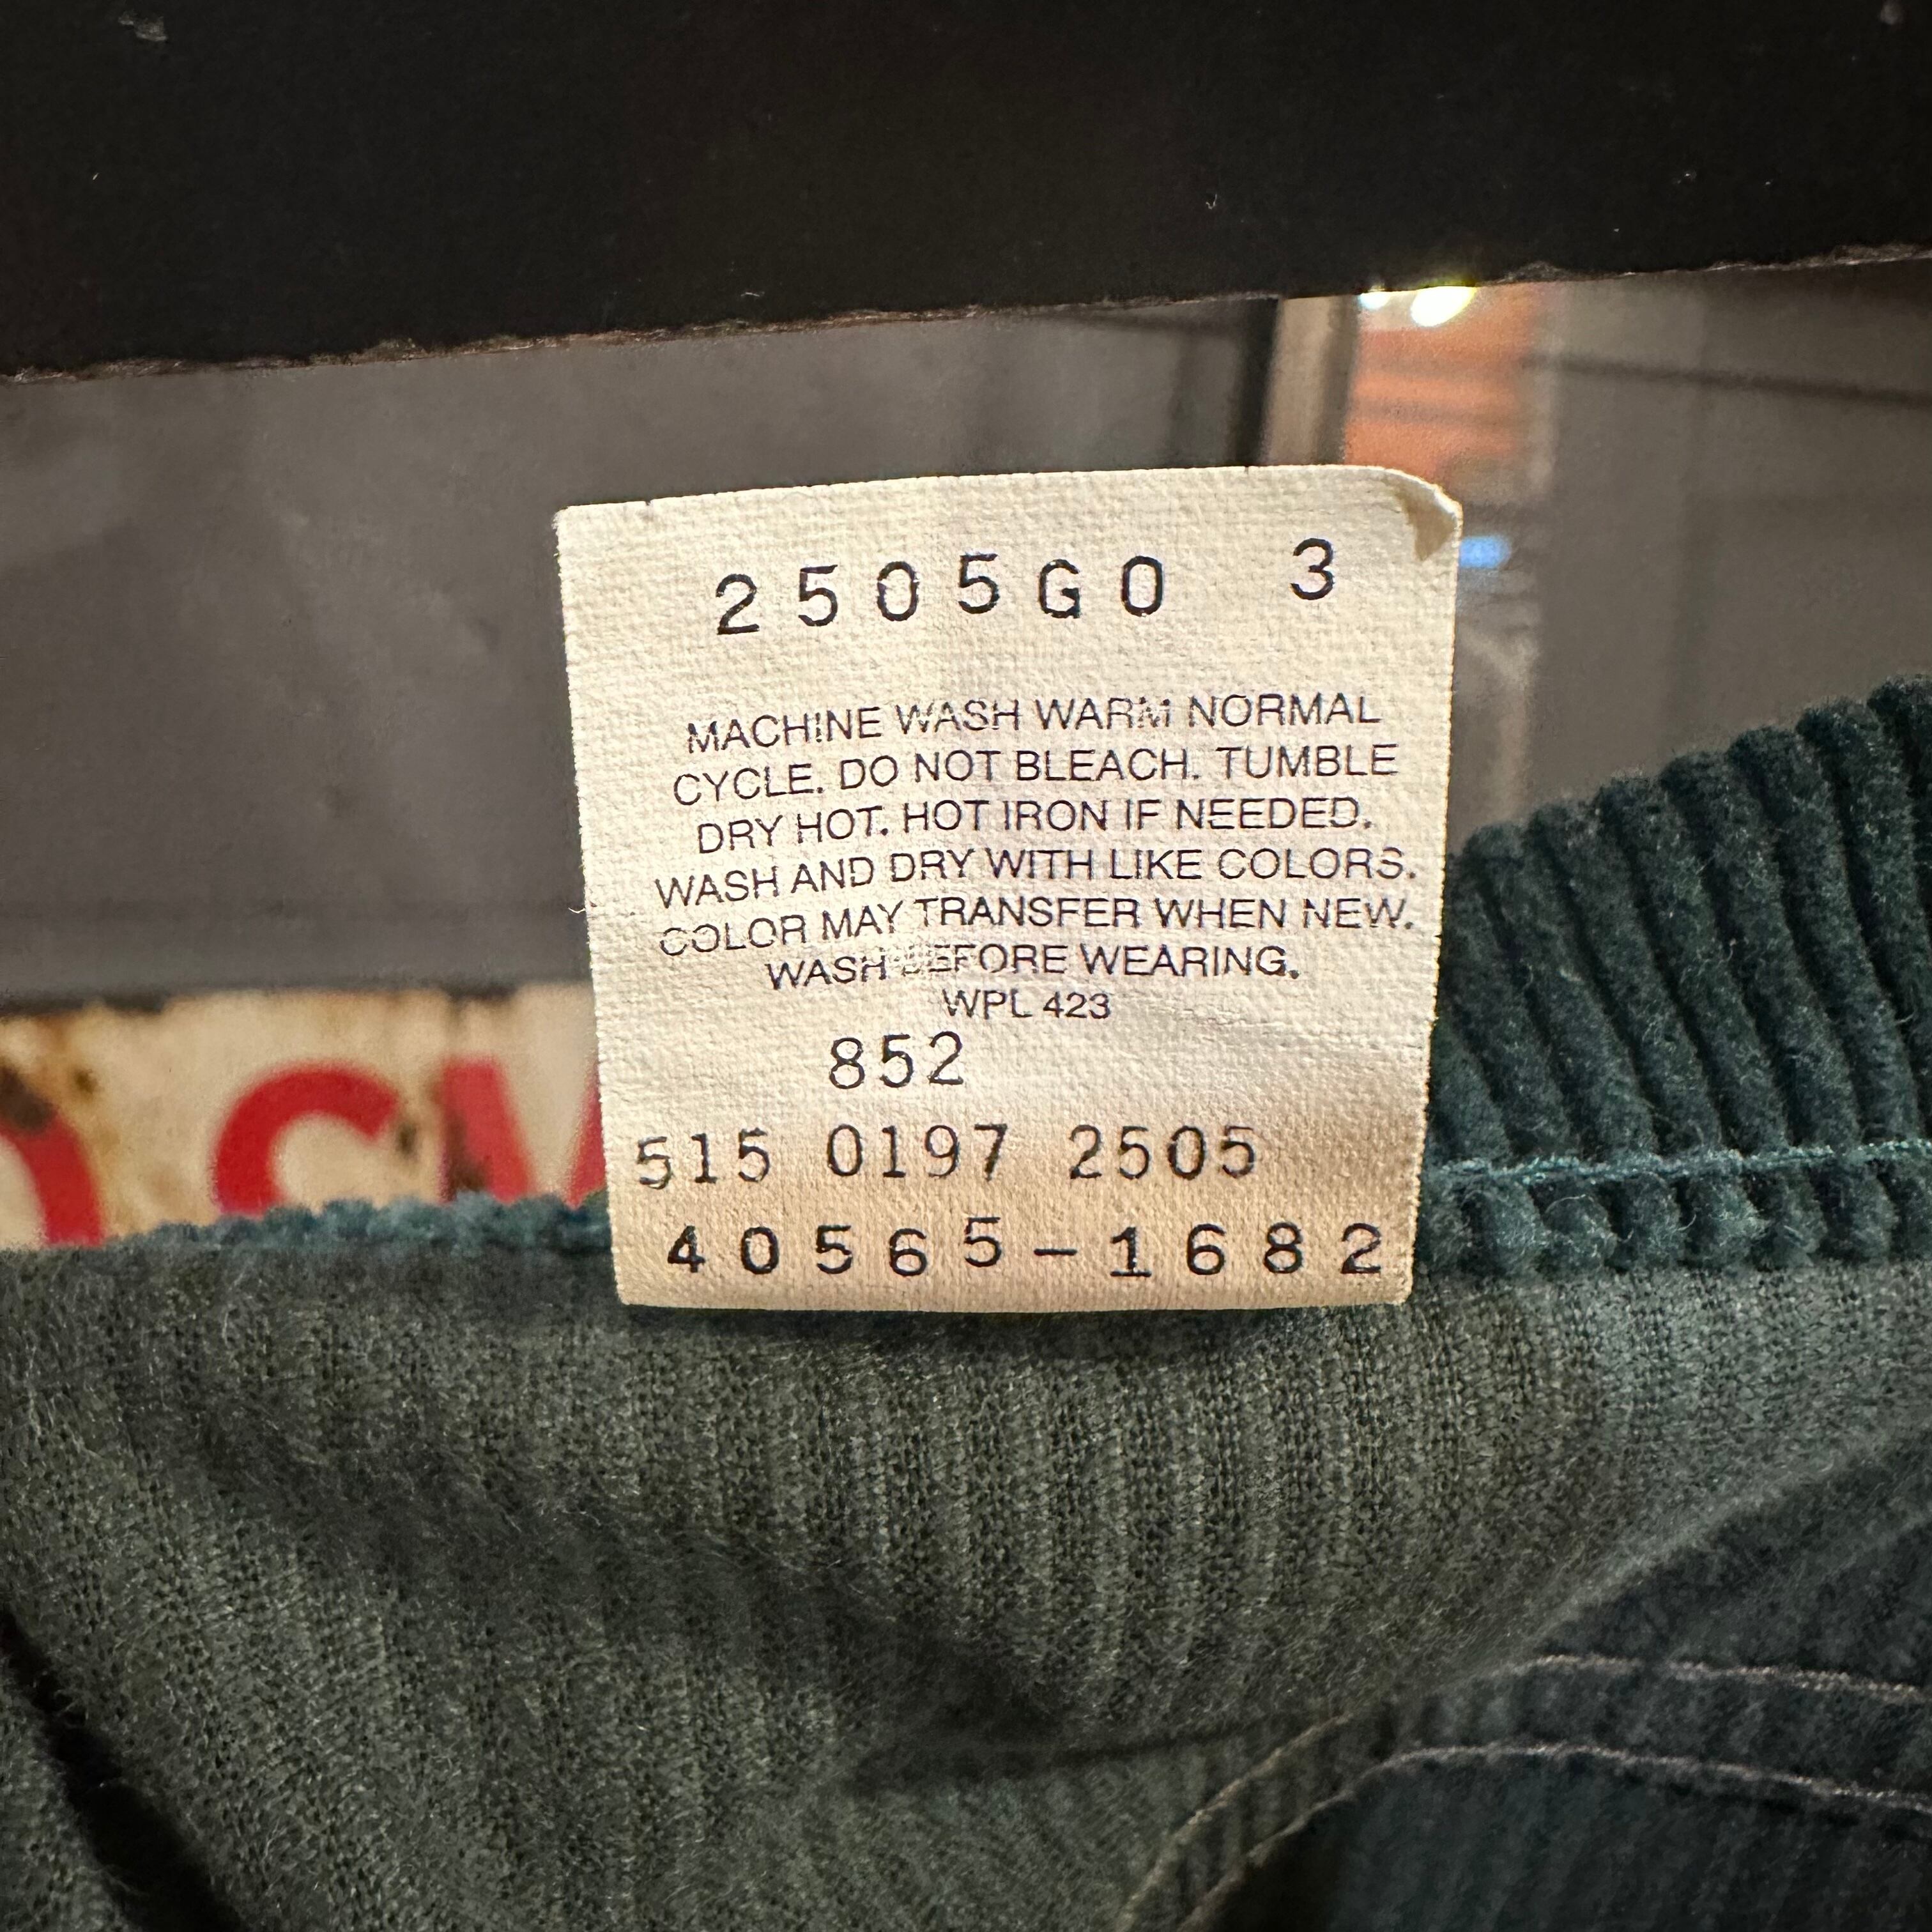 2505G0 3
MACHINE WASH WARM NORMAL
CYCLE. DO NOT BLEACH. TUMBLE
DRY HOT. HOT IRON IF NEEDED.
WASH AND DRY WITH LIKE COLORS.
COLOR MAY TRANSFER WHEN NEW.
WASH BEFORE WEARING.
WPL 423
852
515 0197 2505
40565-1682